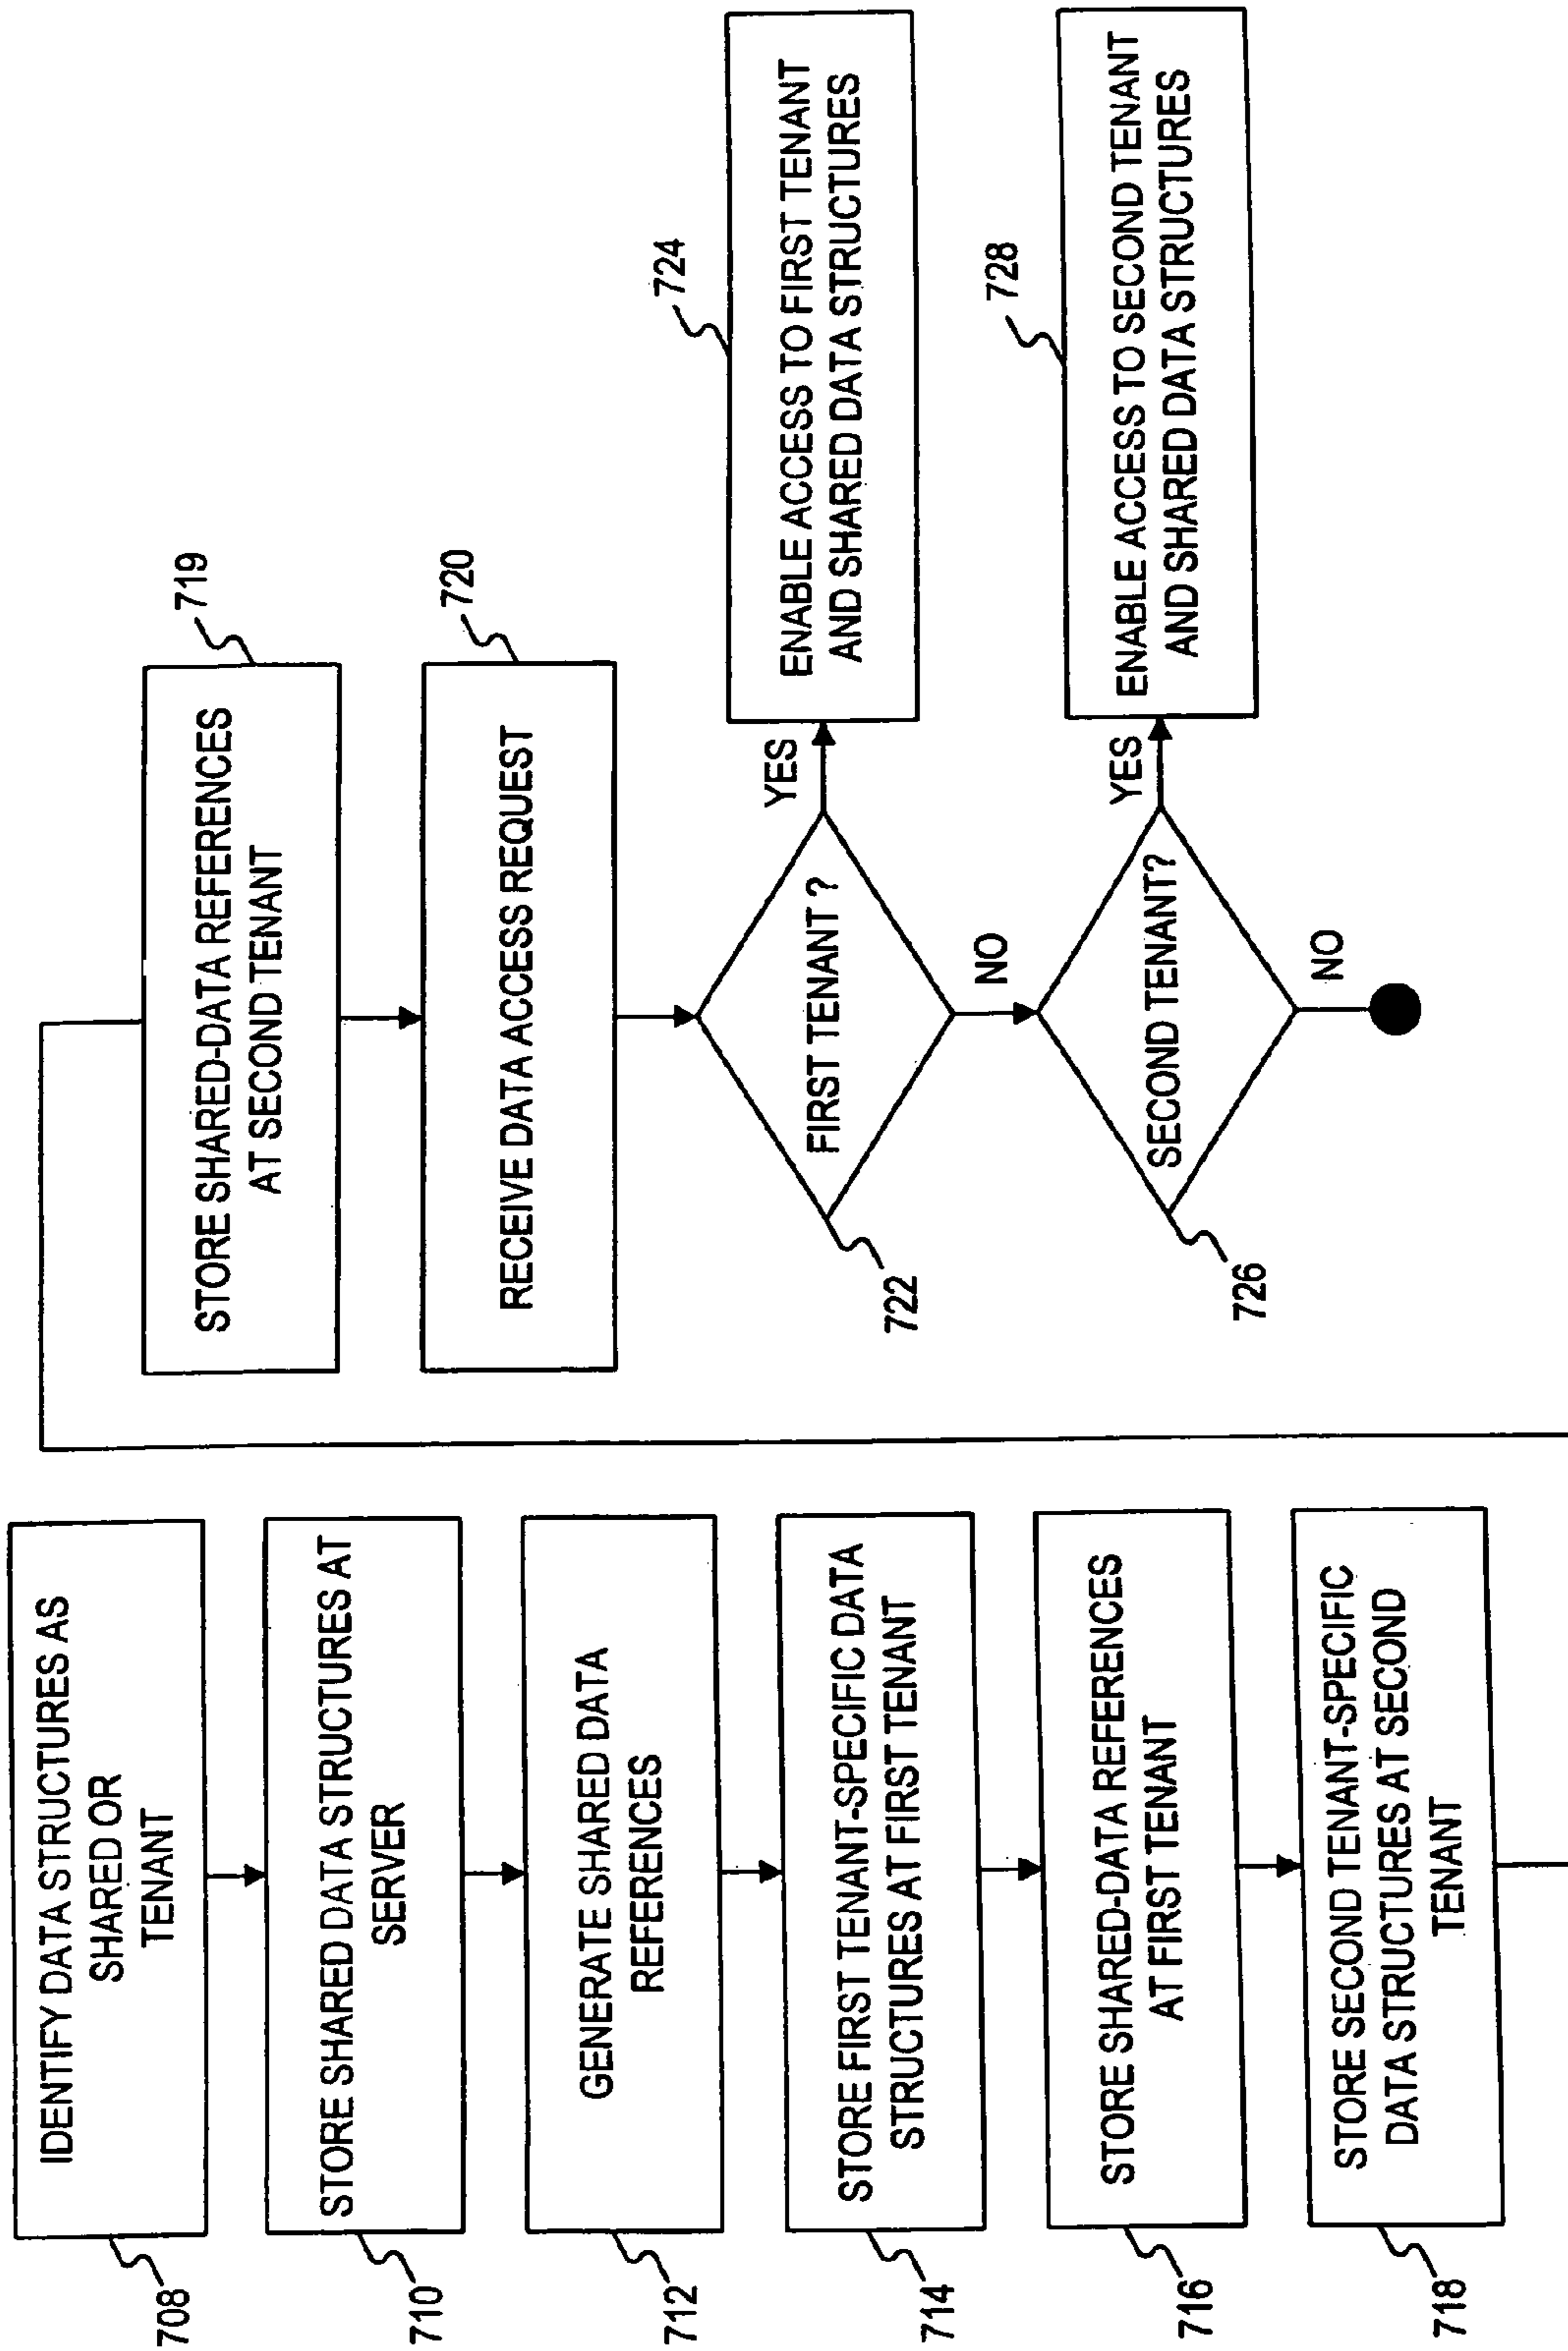 708
IDENTIFY DATA STRUCTURES AS
SHARED OR
TENANT
710
STORE SHARED DATA STRUCTURES AT
SERVER
712
GENERATE SHARED DATA
REFERENCES
714
STORE FIRST TENANT-SPECIFIC DATA
STRUCTURES AT FIRST TENANT
716
STORE SHARED-DATA REFERENCES
AT FIRST TENANT
718
STORE SECOND TENANT-SPECIFIC
DATA STRUCTURES AT SECOND
TENANT
719
STORE SHARED-DATA REFERENCES
AT SECOND TENANT
720
RECEIVE DATA ACCESS REQUEST
722
FIRST TENANT ?
YES
724
ENABLE ACCESS TO FIRST TENANT
AND SHARED DATA STRUCTURES
NO
726
SECOND TENANT?
YES
728
ENABLE ACCESS TO SECOND TENANT
AND SHARED DATA STRUCTURES
NO